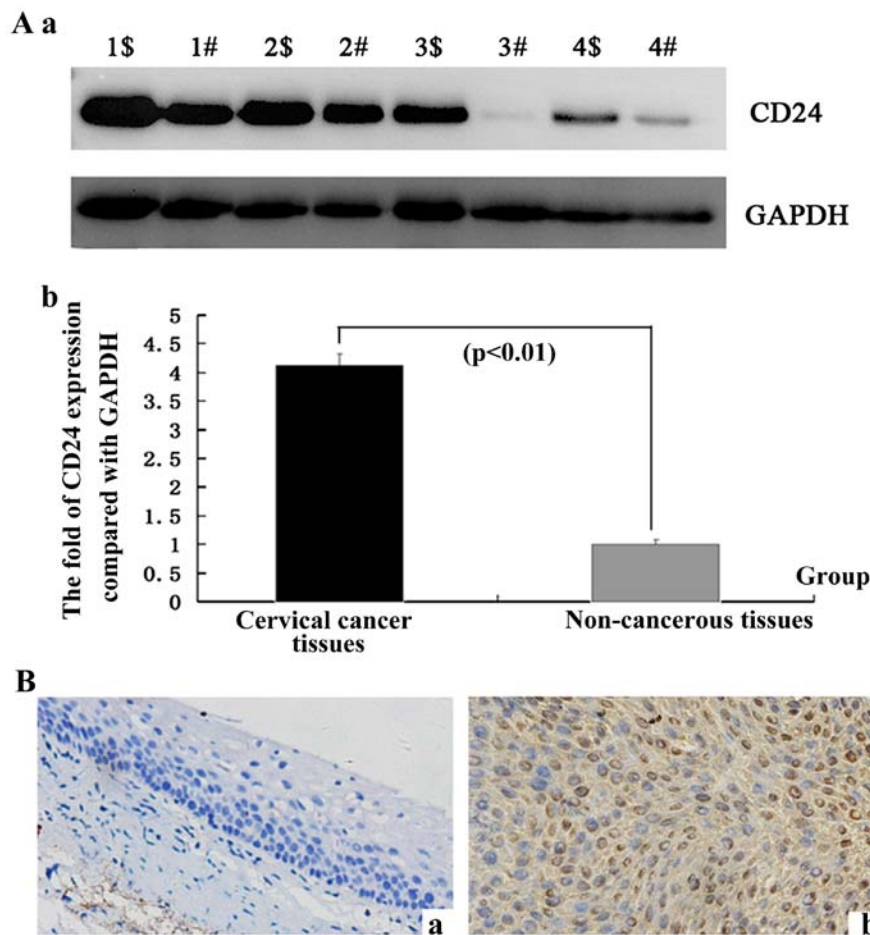 A a
1$ 1# 2$ 2# 3$ 3# 4$ 4#
CD24
GAPDH
b
The fold of CD24 expression
compared with GAPDH
5
4.5
4
3.5
3
2.5
2
1.5
1
0.5
0
(p<0.01)
Group
Cervical cancer
tissues
Non-cancerous tissues
B
a
b